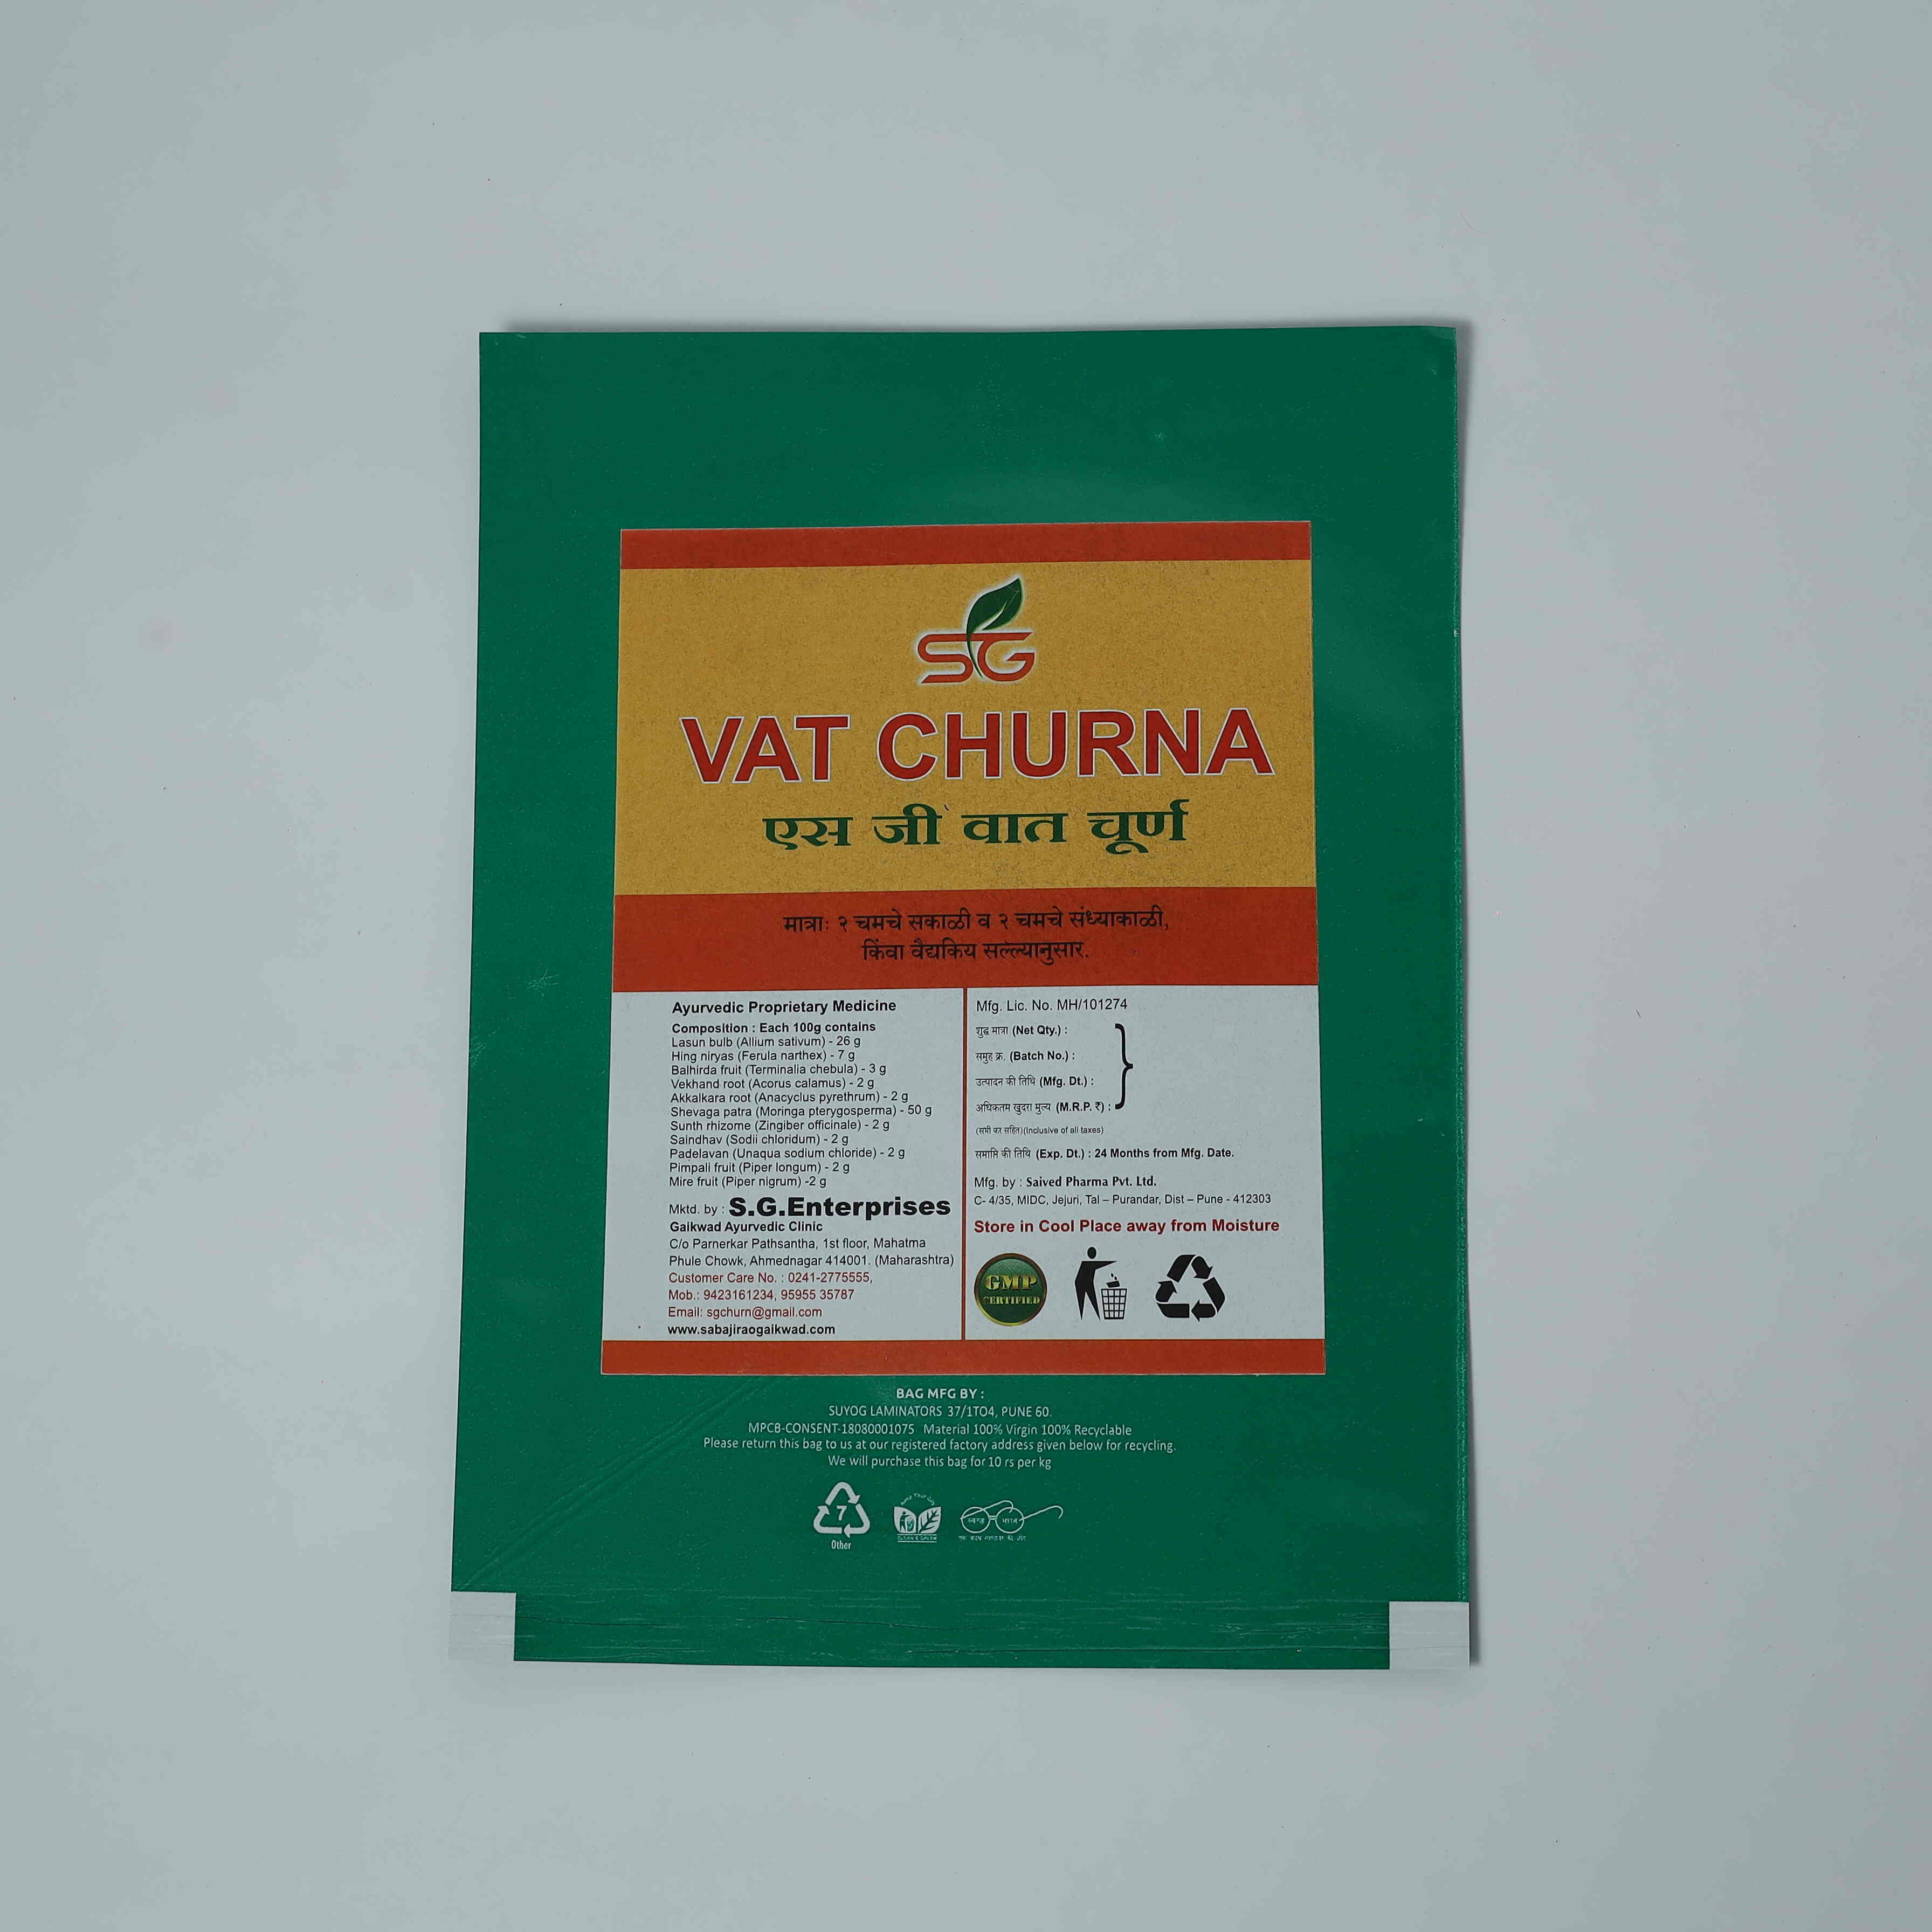 SG
VAT CHURNA
एस जी वात चूर्ण
मात्राः २ चमचे सकाळी व २ चमचे संध्याकाळी,
किंवा वैद्यकिय सल्ल्यानुसार.
Ayurvedic Proprietary Medicine
Composition : Each 100g contains
Lasun bulb (Allium sativum) - 26 g
Hing niryas (Ferula narthex) - 7 g
Balhirda fruit (Terminalia chebula) - 3 g
Vekhand root (Acorus calamus) - 2 g
Akkalkara root (Anacyclus pyrethrum) - 2 g
Shevaga patra (Moringa pterygosperma) - 50 g
Sunth rhizome (Zingiber officinale) - 2 g
Saindhav (Sodii chloridum) - 2 g
Padelavan (Unaqua sodium chloride) - 2 g
Pimpali fruit (Piper longum) - 2 g
Mire fruit (Piper nigrum) -2 g
Mktd. by : S.G.Enterprises
Gaikwad Ayurvedic Clinic
C/o Parnerkar Pathsantha, 1st floor, Mahatma
Phule Chowk, Ahmednagar 414001. (Maharashtra)
Customer Care No. : 0241-2775555,
Mob.: 9423161234, 95955 35787
Email: sgchurn@gmail.com
www.sabajiraogaikwad.com
Mfg. Lic. No. MH/101274
शुद्ध मात्रा (Net Qty.) :
समुह क्र. (Batch No.) :
उत्पादन की तिथि (Mfg. Dt.) :
अधिकतम खुदरा मुल्य (M.R.P. ₹) :
(सभी कर सहित)(Inclusive of all taxes)
समाप्ति की तिथि (Exp. Dt.) : 24 Months from Mfg. Date.
Mfg. by : Saived Pharma Pvt. Ltd.
C- 4/35, MIDC, Jejuri, Tal – Purandar, Dist – Pune - 412303
Store in Cool Place away from Moisture
GMP
CERTIFIED
BAG MFG BY :
SUYOG LAMINATORS 37/1TO4, PUNE 60.
MPCB-CONSENT-18080001075 Material 100% Virgin 100% Recyclable
Please return this bag to us at our registered factory address given below for recycling.
We will purchase this bag for 10 rs per kg
7
Other
स्वच्छ भारत